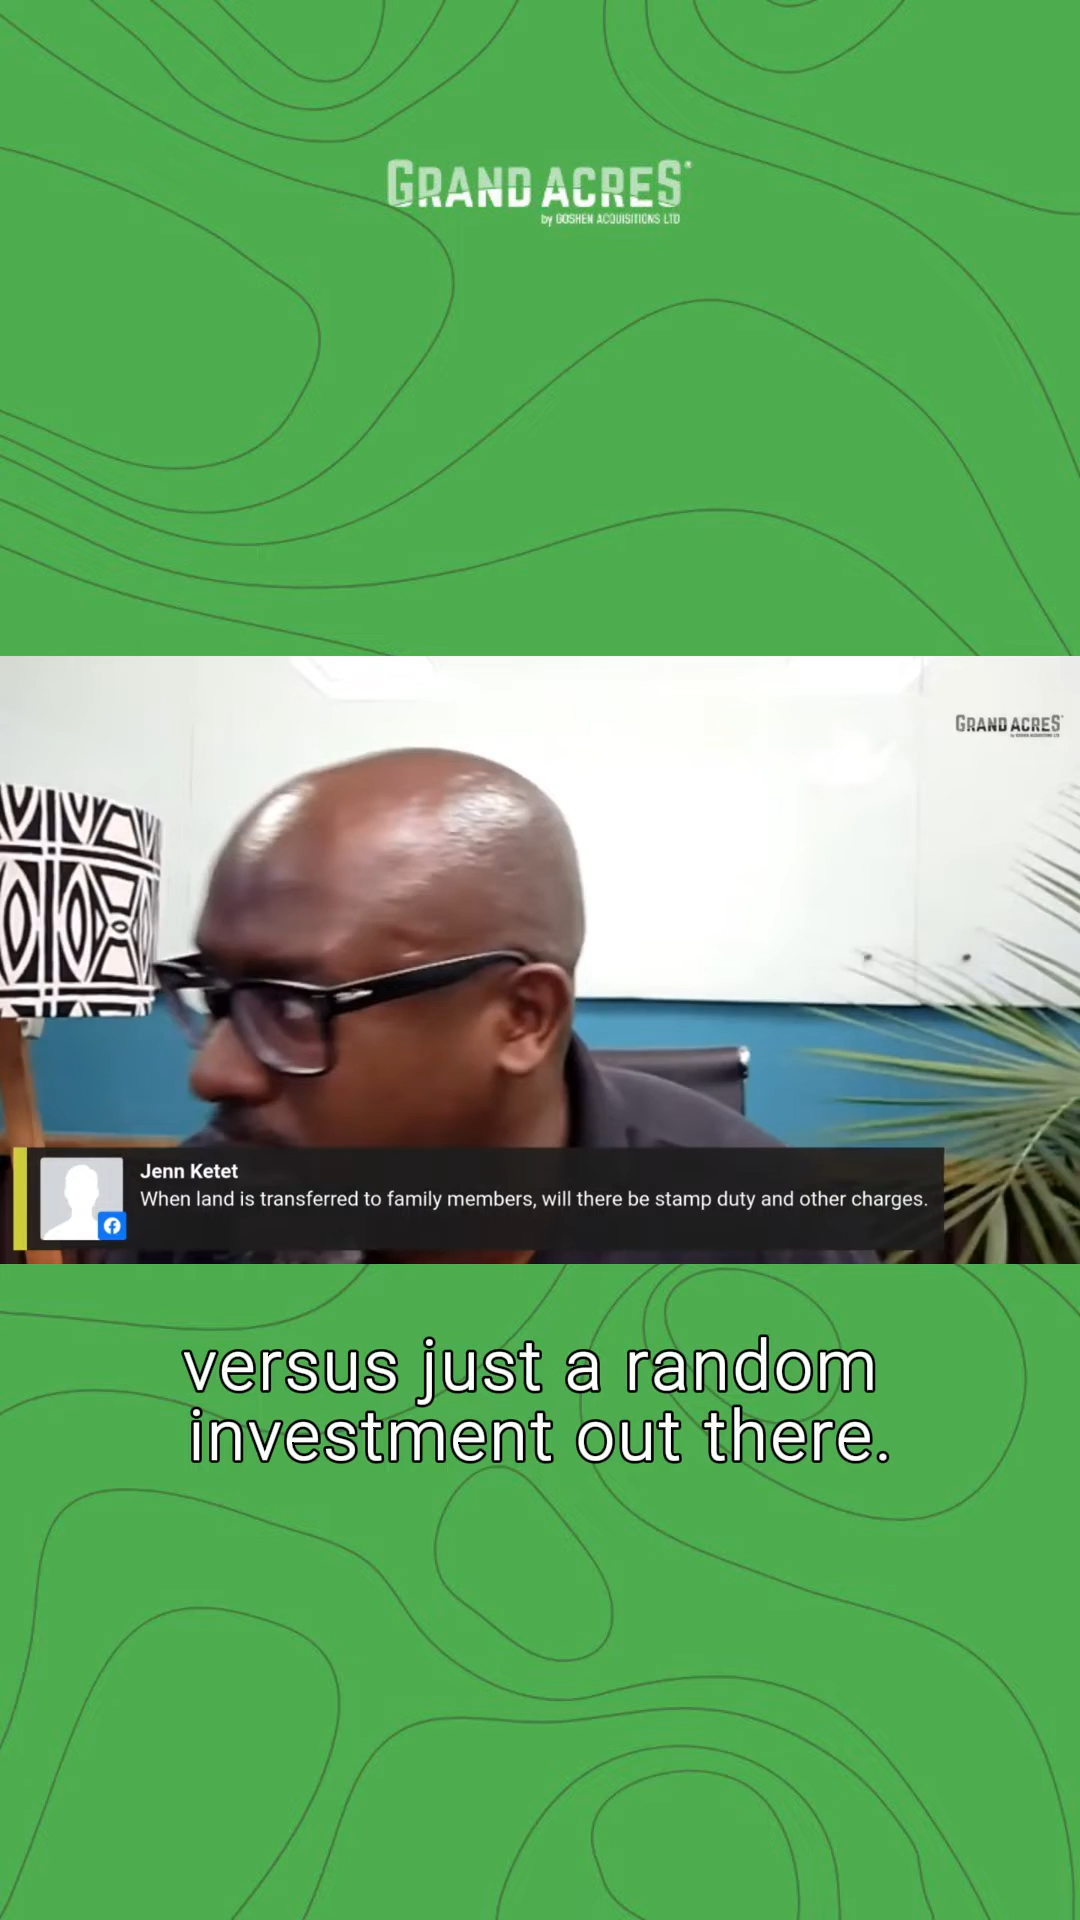 GRAND ACRES
by GOSHEN ACQUISITIONS LTD
GRAND ACRES
Jenn Ketet
When land is transferred to family members, will there be stamp duty and other charges.
versus just a random
investment out there.